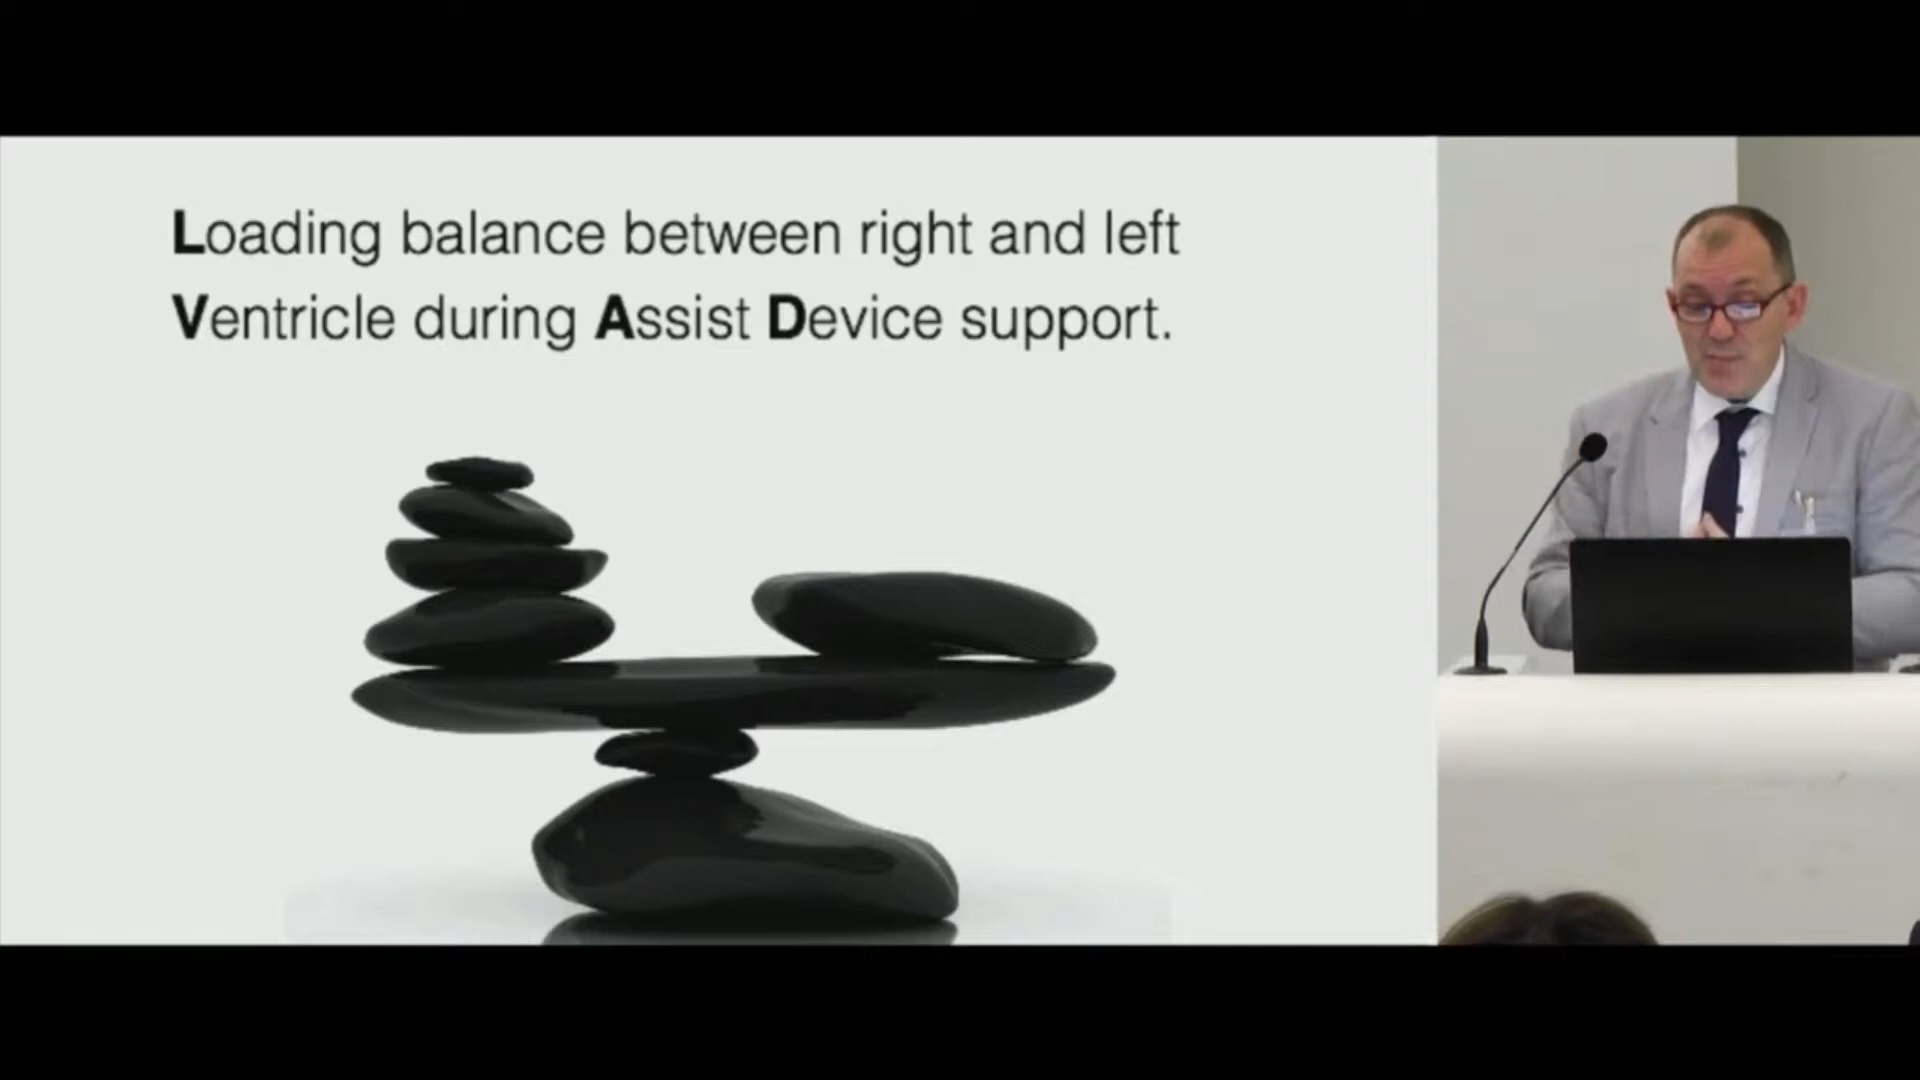 Loading balance between right and left
Ventricle during Assist Device support.